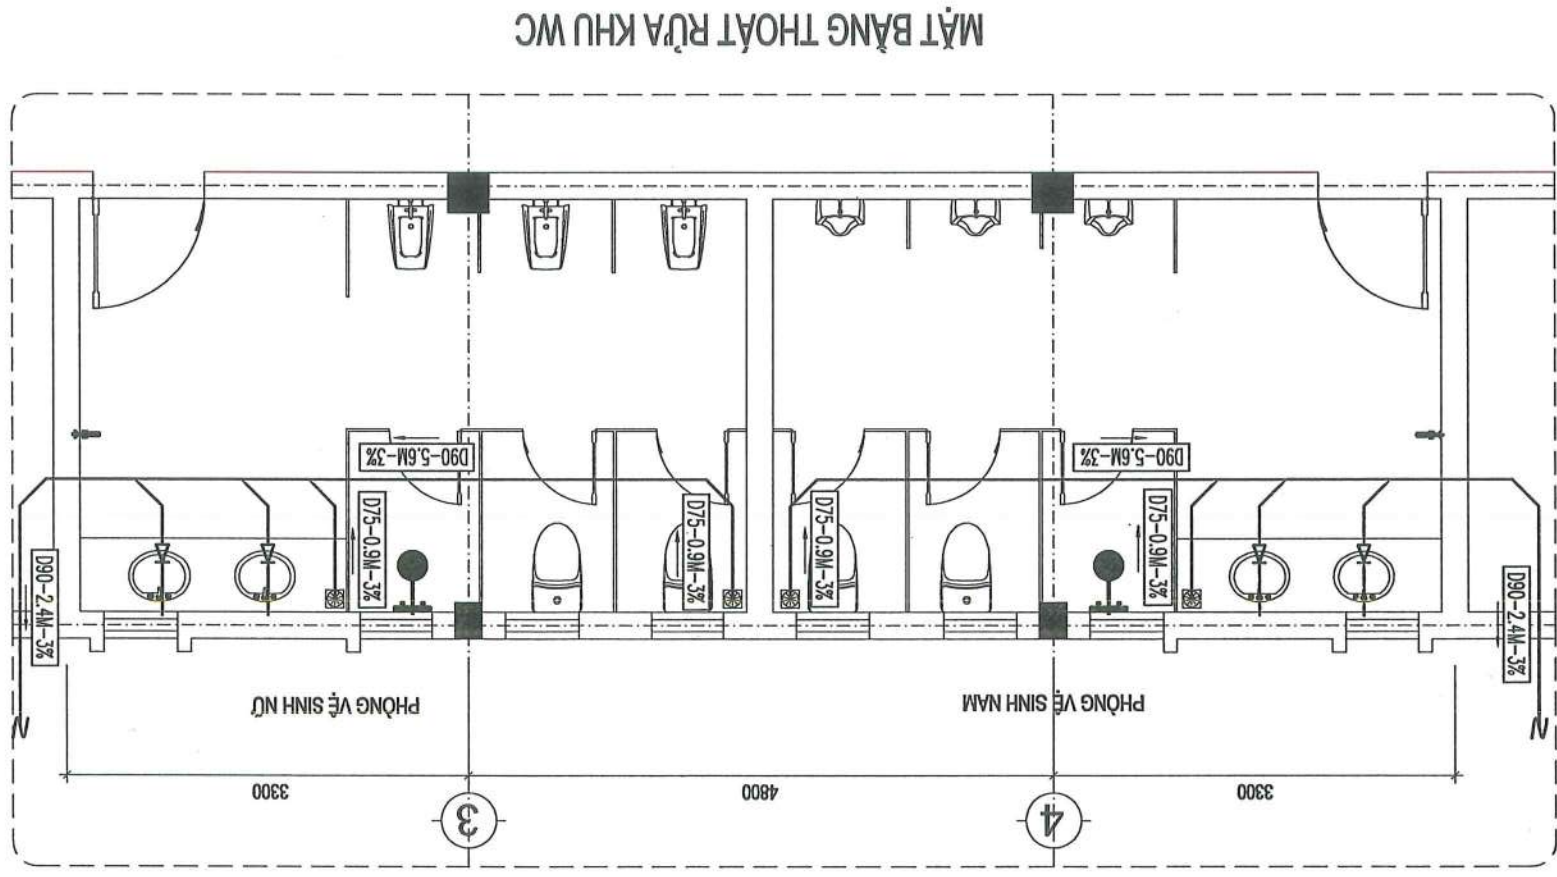 3300
4800
3300
4
3
PHÒNG VỆ SINH NAM
PHÒNG VỆ SINH NỮ
N
N
D90-2.4M-3%
D90-2.4M-3%
D75-0.9M-3%
D75-0.9M-3%
D75-0.9M-3%
D75-0.9M-3%
D90-5.6M-3%
D90-5.6M-3%
MẶT BẰNG THOÁT RỬA KHU WC